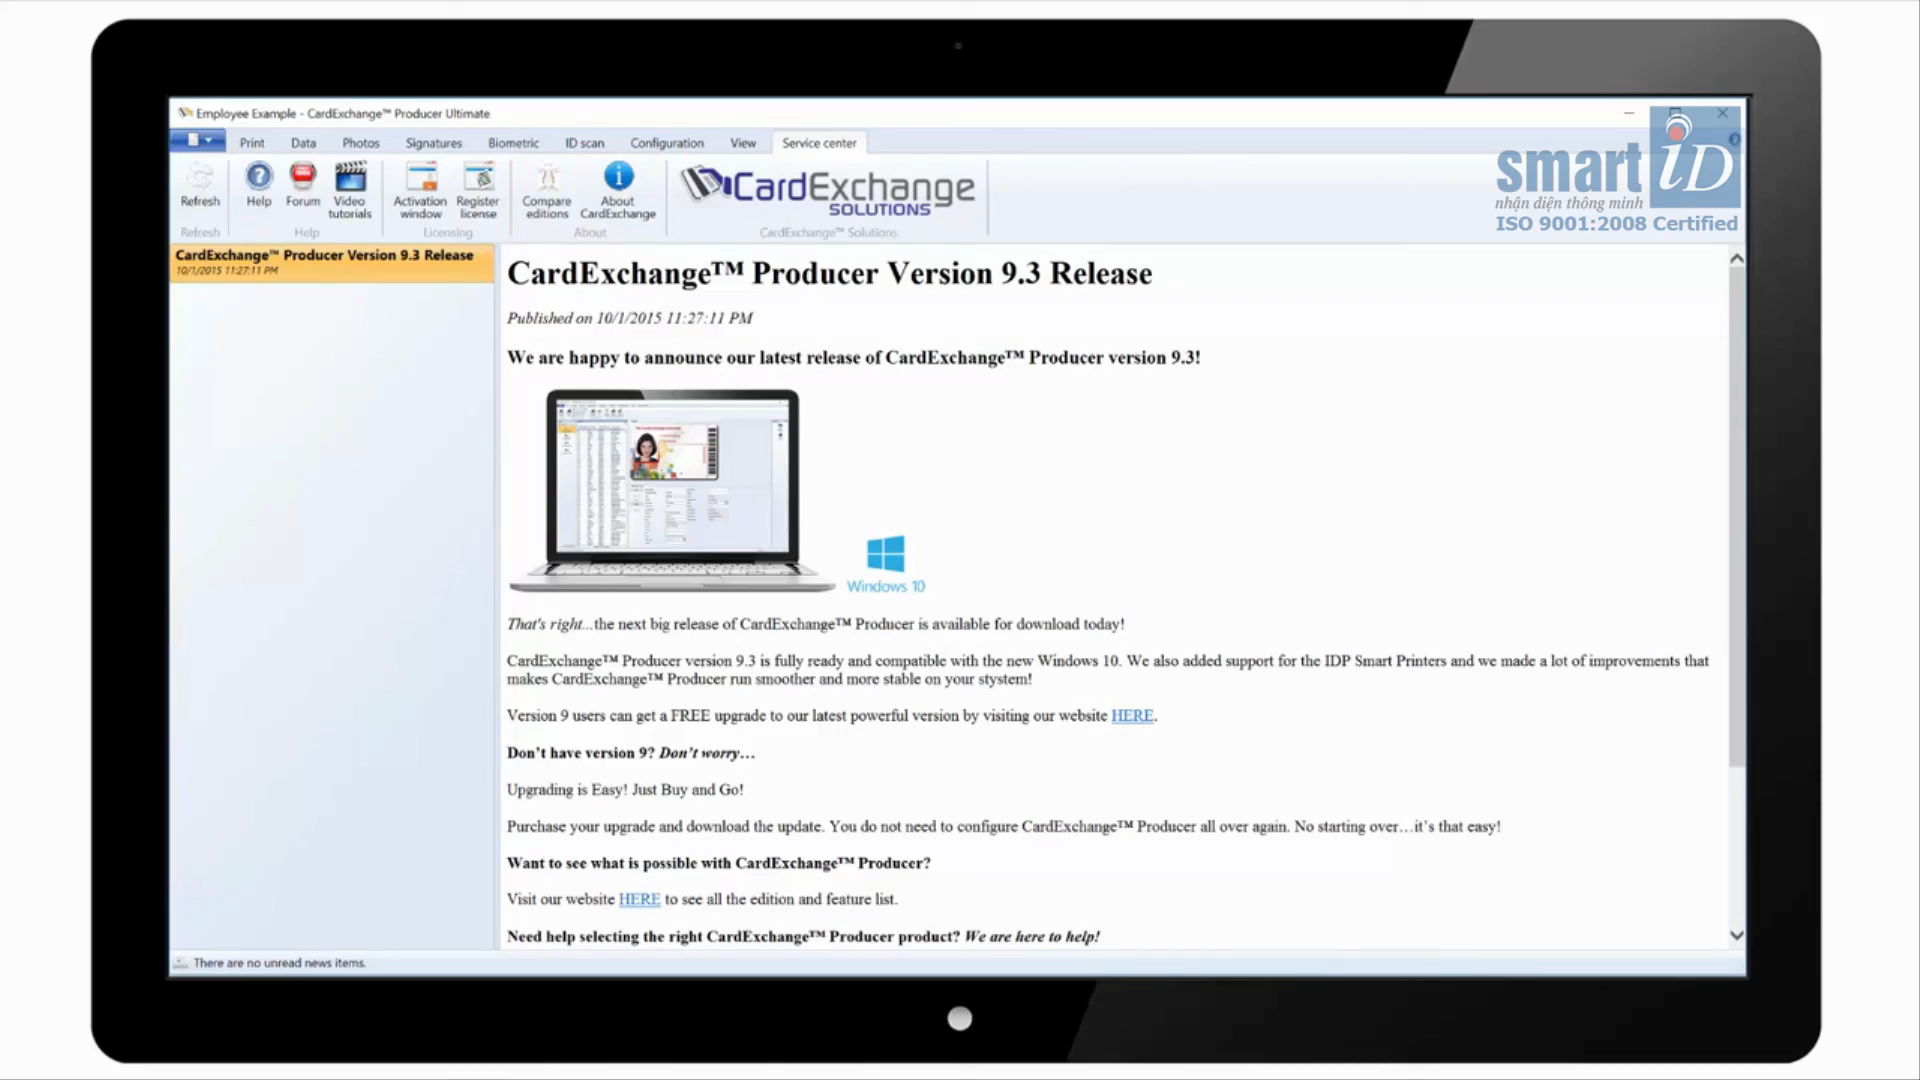 Employee Example - CardExchange™ Producer Ultimate
Print Data Photos Signatures Biometric ID scan Configuration View Service center
Refresh
Help
Forum
Video
tutorials
Activation
window
Register
license
Compare
editions
About
CardExchange
CardExchange
SOLUTIONS
Refresh Help Licensing About CardExchange™ Solutions
smart iD
nhận diện thông minh
ISO 9001:2008 Certified
CardExchange™ Producer Version 9.3 Release
10/1/2015 11:27:11 PM
CardExchange™ Producer Version 9.3 Release
Published on 10/1/2015 11:27:11 PM
We are happy to announce our latest release of CardExchange™ Producer version 9.3!
Windows 10
That's right...the next big release of CardExchange™ Producer is available for download today!
CardExchange™ Producer version 9.3 is fully ready and compatible with the new Windows 10. We also added support for the IDP Smart Printers and we made a lot of improvements that
makes CardExchange™ Producer run smoother and more stable on your stystem!
Version 9 users can get a FREE upgrade to our latest powerful version by visiting our website HERE.
Don't have version 9? Don't worry…
Upgrading is Easy! Just Buy and Go!
Purchase your upgrade and download the update. You do not need to configure CardExchange™ Producer all over again. No starting over…it's that easy!
Want to see what is possible with CardExchange™ Producer?
Visit our website HERE to see all the edition and feature list.
Need help selecting the right CardExchange™ Producer product? We are here to help!
There are no unread news items.